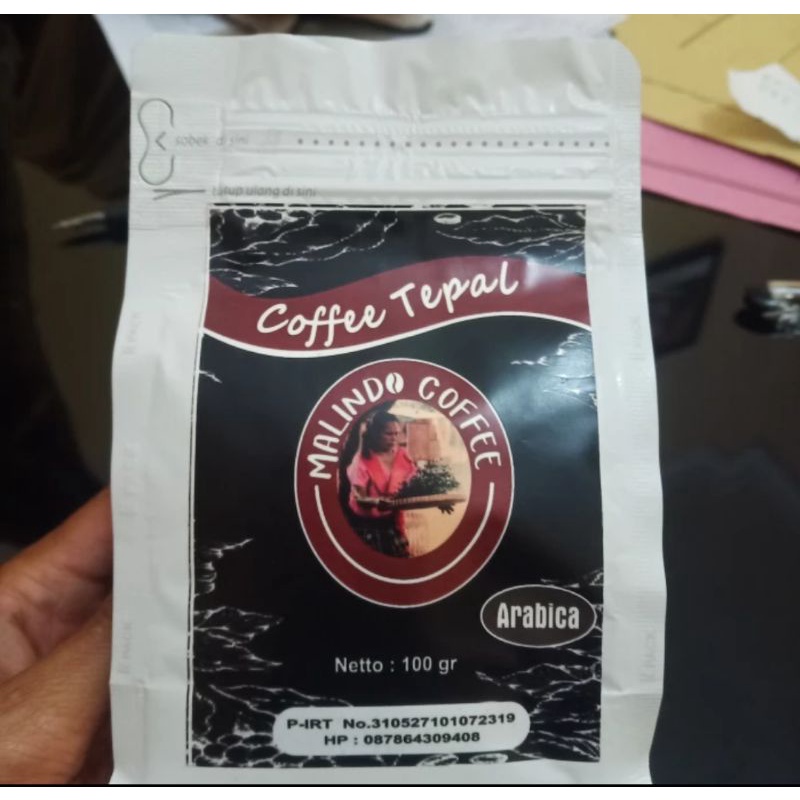 sobek di sini
tutup ulang di sini
Coffee Tepal
MALINDO COFFEE
Arabica
Netto : 100 gr
P-IRT No.310527101072319
HP : 087864309408